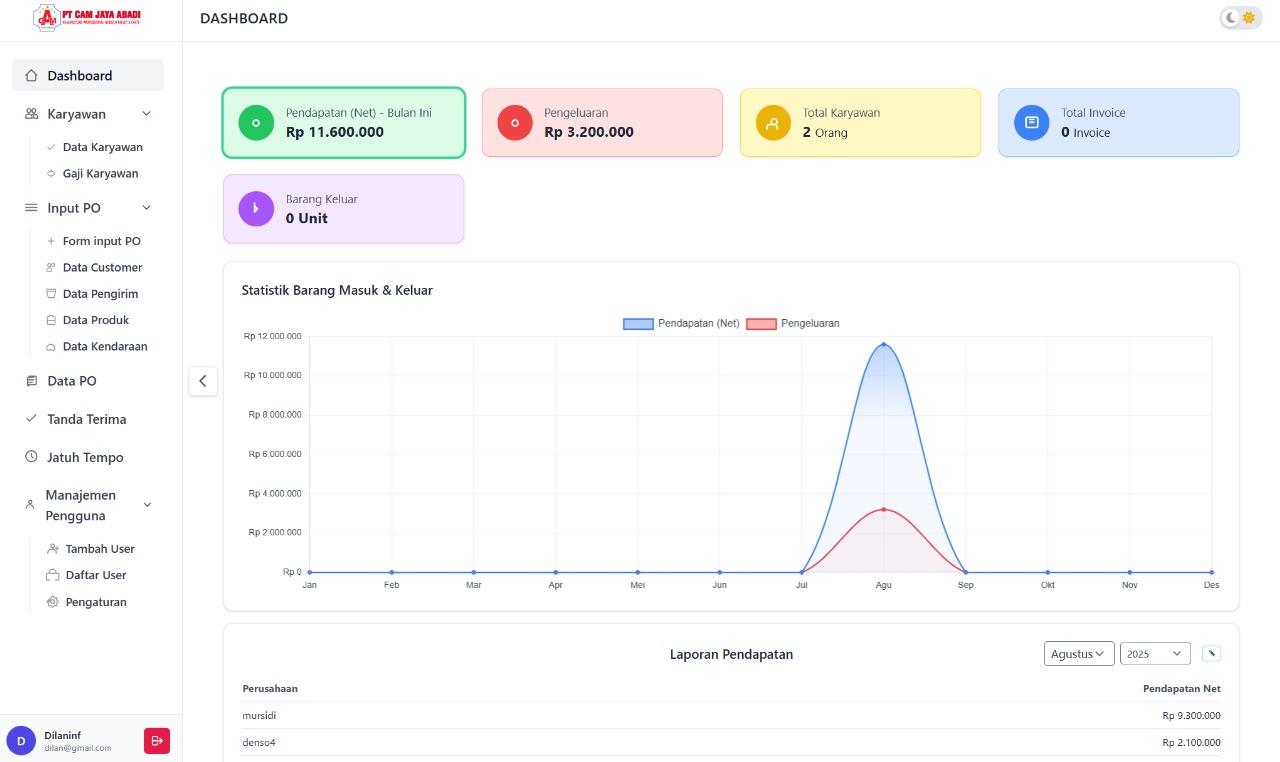 PT CAM JAYA ABADI
DASHBOARD
Dashboard
Karyawan
Data Karyawan
Gaji Karyawan
Input PO
Form input PO
Data Customer
Data Pengirim
Data Produk
Data Kendaraan
Data PO
Tanda Terima
Jatuh Tempo
Manajemen
Pengguna
Tambah User
Daftar User
Pengaturan
D
Dilaninf
dilan@gmail.com
Pendapatan (Net) - Bulan Ini
Rp 11.600.000
Pengeluaran
Rp 3.200.000
Total Karyawan
2 Orang
Total Invoice
0 Invoice
Barang Keluar
0 Unit
Statistik Barang Masuk & Keluar
Pendapatan (Net) Pengeluaran
Rp 12.000.000
Rp 10.000.000
Rp 8.000.000
Rp 6.000.000
Rp 4.000.000
Rp 2.000.000
Rp 0
Jan Feb Mar Apr Mei Jun Jul Agu Sep Okt Nov Des
Laporan Pendapatan
Agustus 2025
Perusahaan Pendapatan Net
mursidi Rp 9.300.000
denso4 Rp 2.100.000